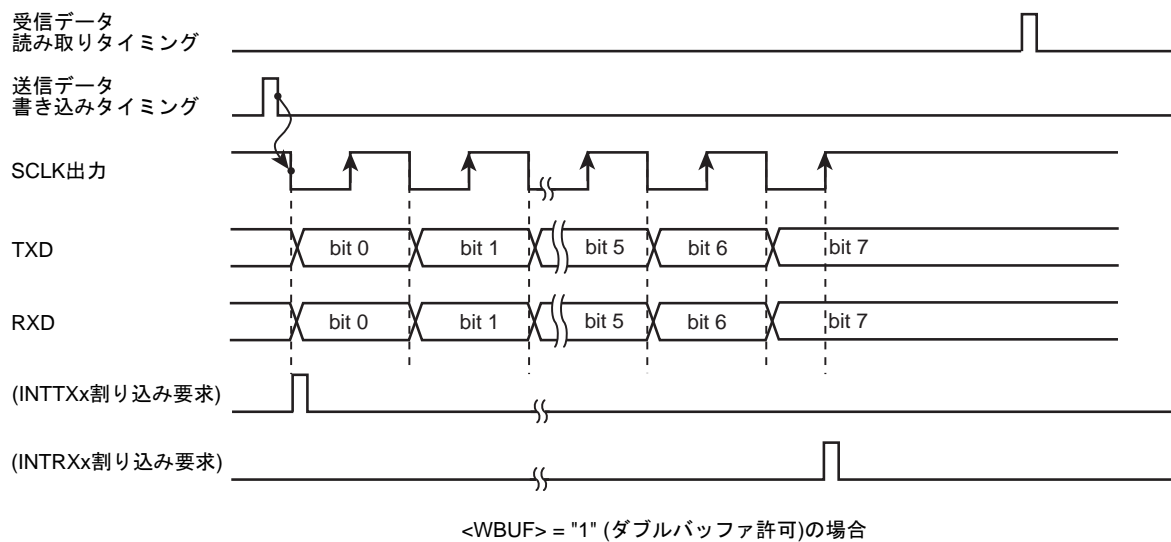 受信データ
読み取りタイミング
送信データ
書き込みタイミング
SCLK出力
TXD
bit 0
bit 1
bit 5
bit 6
bit 7
RXD
bit 0
bit 1
bit 5
bit 6
bit 7
(INTTXx割り込み要求)
(INTRXx割り込み要求)
<WBUF> = "1" (ダブルバッファ許可)の場合